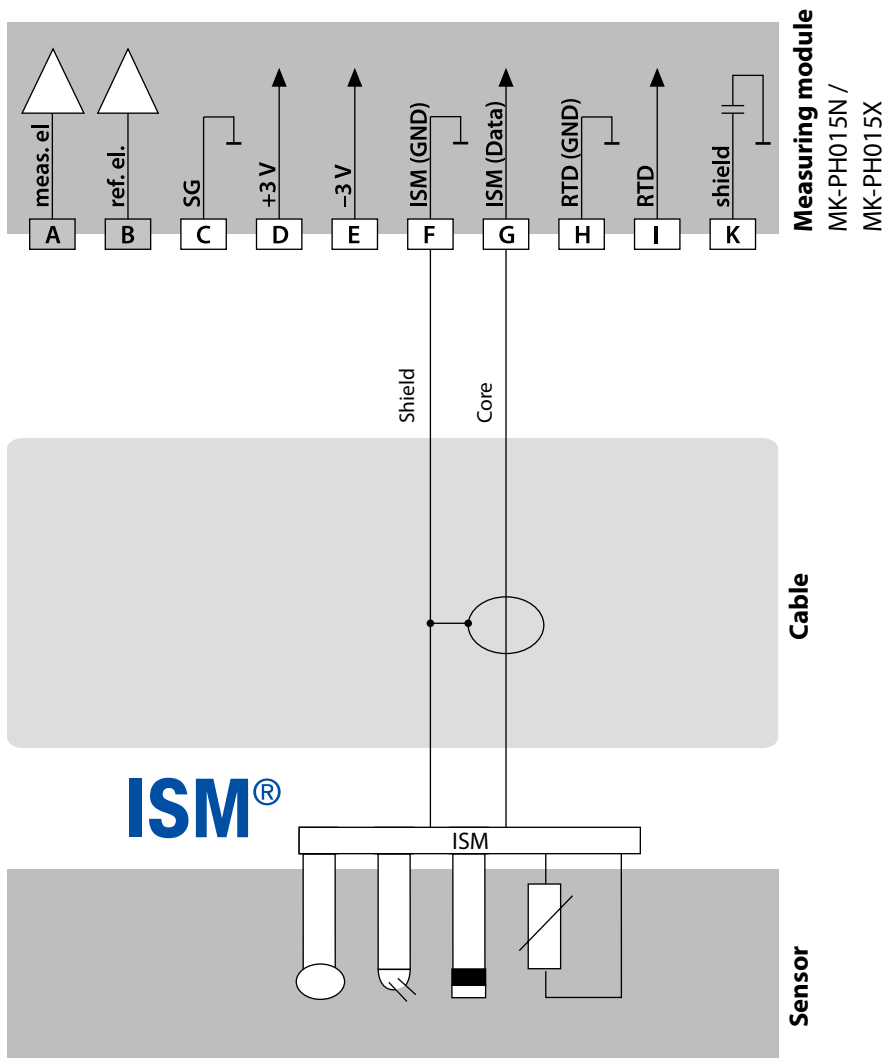 meas. el
ref. el.
SG
+3 V
–3 V
ISM (GND)
ISM (Data)
RTD (GND)
RTD
shield
A
B
C
D
E
F
G
H
I
K
Measuring module
MK-PH015N /
MK-PH015X
Shield
Core
Cable
ISM®
ISM
Sensor